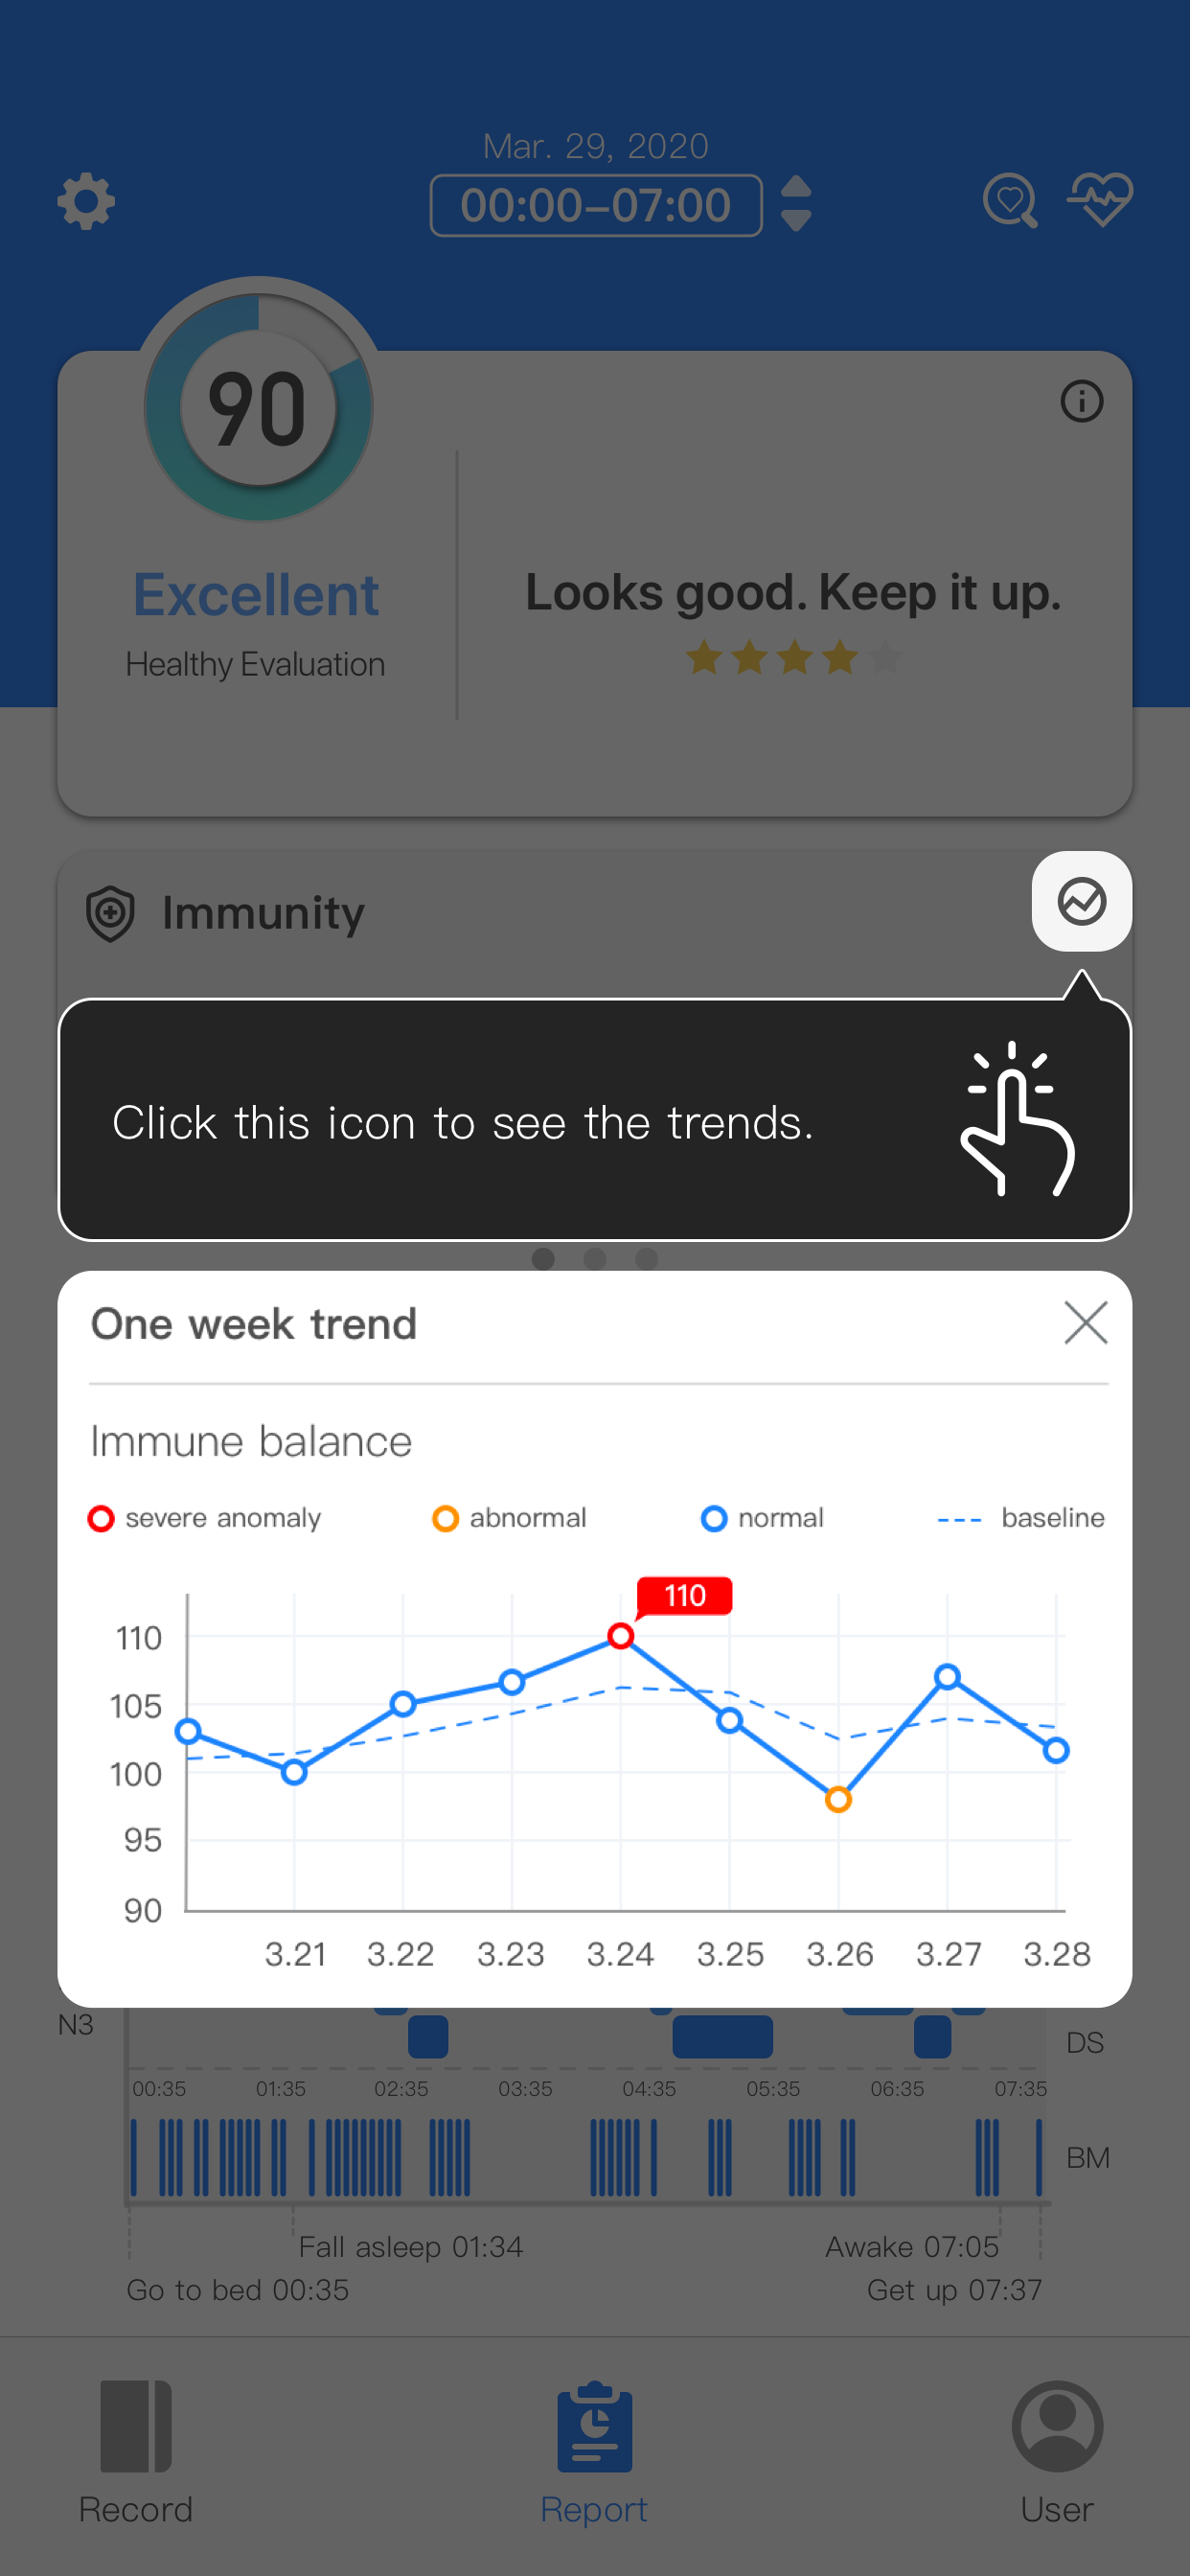 Mar. 29, 2020
00:00–07:00
90
Excellent
Healthy Evaluation
Looks good. Keep it up.
Immunity
Click this icon to see the trends.
One week trend
Immune balance
severe anomaly abnormal normal baseline
110
110
105
100
95
90
3.21 3.22 3.23 3.24 3.25 3.26 3.27 3.28
N3
DS
00:35 01:35 02:35 03:35 04:35 05:35 06:35 07:35
BM
Fall asleep 01:34 Awake 07:05
Go to bed 00:35 Get up 07:37
Record Report User